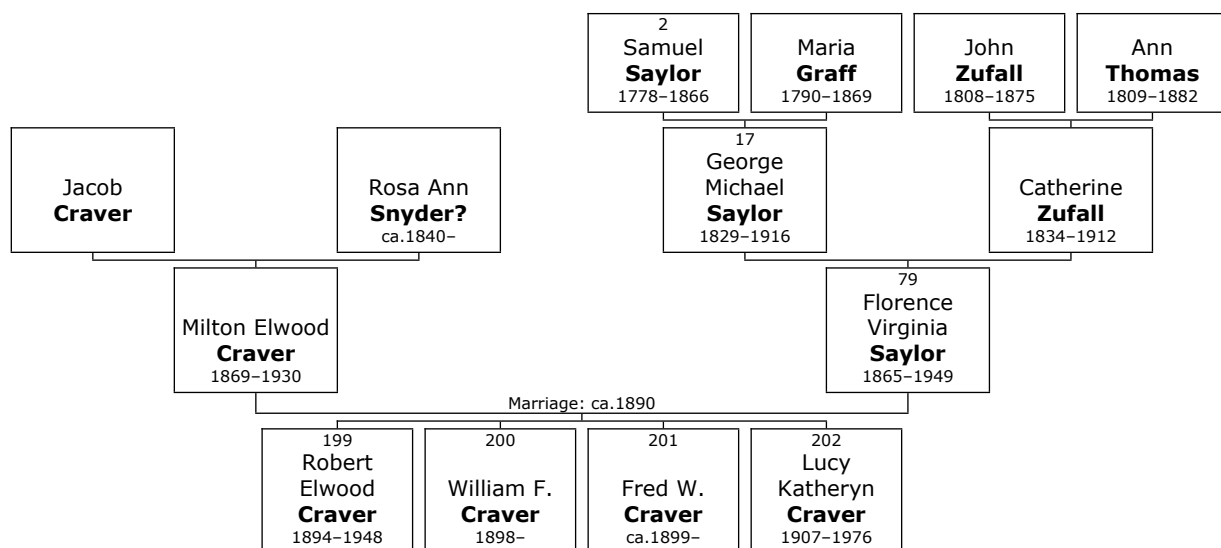 2
Samuel
Saylor
1778–1866
Maria
Graff
1790–1869
John
Zufall
1808–1875
Ann
Thomas
1809–1882
Jacob
Craver
Rosa Ann
Snyder?
ca.1840–
17
George
Michael
Saylor
1829–1916
Catherine
Zufall
1834–1912
Milton Elwood
Craver
1869–1930
79
Florence
Virginia
Saylor
1865–1949
Marriage: ca.1890
199
Robert
Elwood
Craver
1894–1948
200
William F.
Craver
1898–
201
Fred W.
Craver
ca.1899–
202
Lucy
Katheryn
Craver
1907–1976